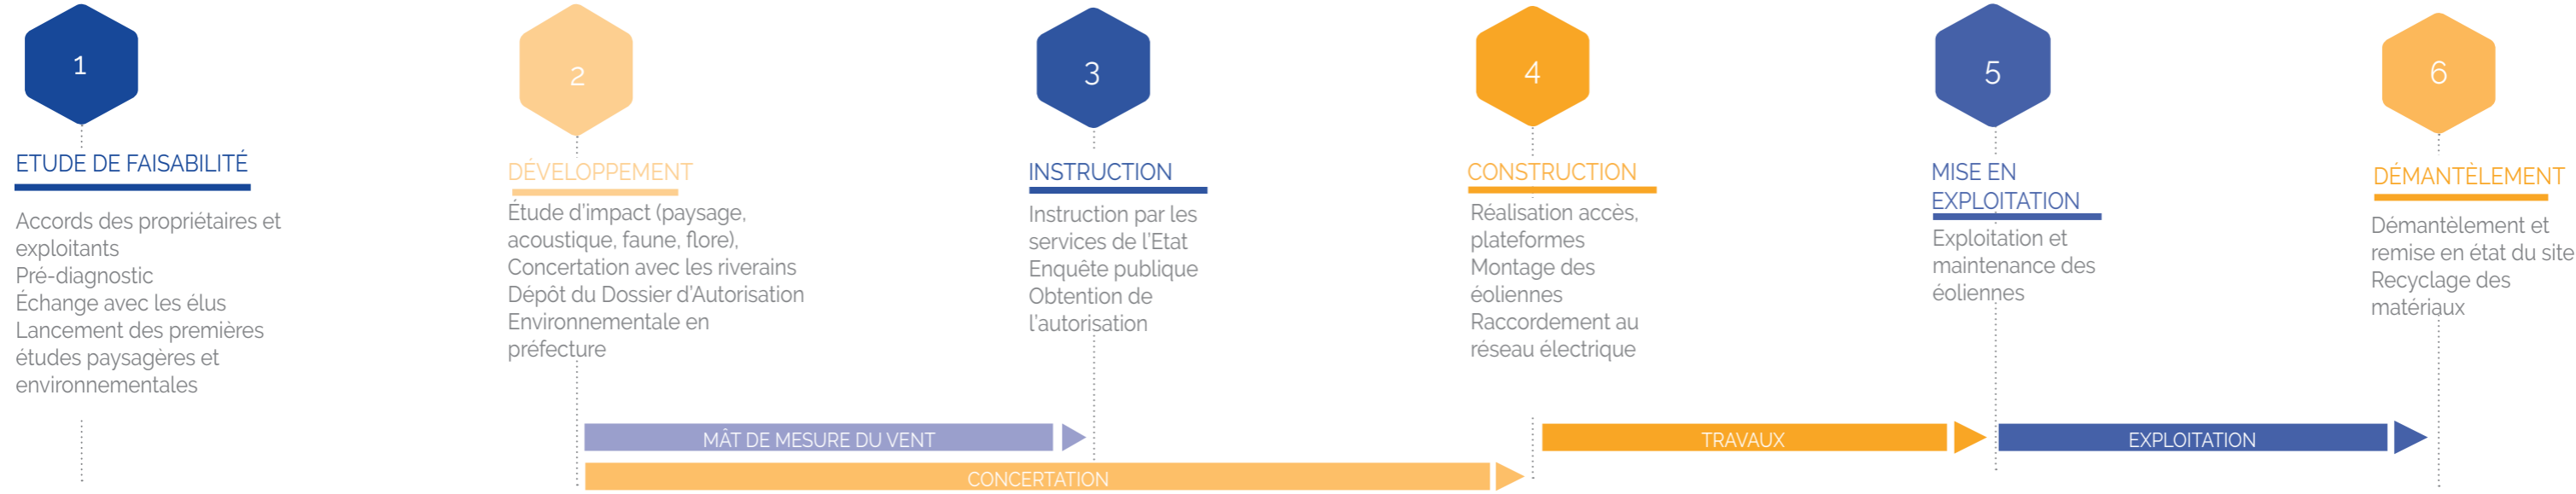 1
ETUDE DE FAISABILITÉ
Accords des propriétaires et
exploitants
Pré-diagnostic
Échange avec les élus
Lancement des premières
études paysagères et
environnementales
2
DÉVELOPPEMENT
Étude d'impact (paysage,
acoustique, faune, flore),
Concertation avec les riverains
Dépôt du Dossier d'Autorisation
Environnementale en
préfecture
3
INSTRUCTION
Instruction par les
services de l'Etat
Enquête publique
Obtention de
l'autorisation
4
CONSTRUCTION
Réalisation accès,
plateformes
Montage des
éoliennes
Raccordement au
réseau électrique
5
MISE EN
EXPLOITATION
Exploitation et
maintenance des
éoliennes
6
DÉMANTÈLEMENT
Démantèlement et
remise en état du site
Recyclage des
matériaux
MÂT DE MESURE DU VENT
CONCERTATION
TRAVAUX
EXPLOITATION